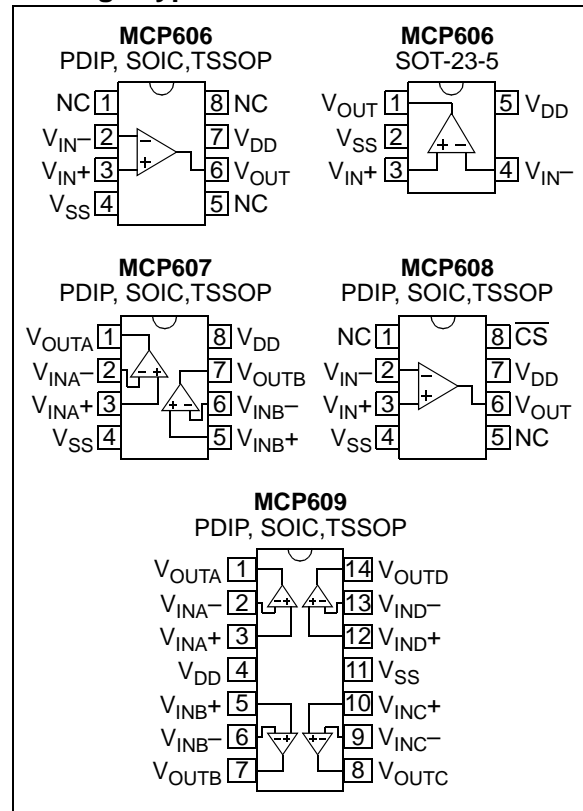 MCP606
PDIP, SOIC,TSSOP
NC 1 8 NC
VIN– 2 – 7 VDD
VIN+ 3 + 6 VOUT
VSS 4 5 NC
MCP606
SOT-23-5
VOUT 1 5 VDD
VSS 2
VIN+ 3 + – 4 VIN–
MCP607
PDIP, SOIC,TSSOP
VOUTA 1 8 VDD
VINA– 2 – + 7 VOUTB
VINA+ 3 + – 6 VINB–
VSS 4 5 VINB+
MCP608
PDIP, SOIC,TSSOP
NC 1 8 C̅S̅
VIN– 2 – 7 VDD
VIN+ 3 + 6 VOUT
VSS 4 5 NC
MCP609
PDIP, SOIC,TSSOP
VOUTA 1 14 VOUTD
VINA– 2 – + – + 13 VIND–
VINA+ 3 12 VIND+
VDD 4 11 VSS
VINB+ 5 10 VINC+
VINB– 6 – + + – 9 VINC–
VOUTB 7 8 VOUTC